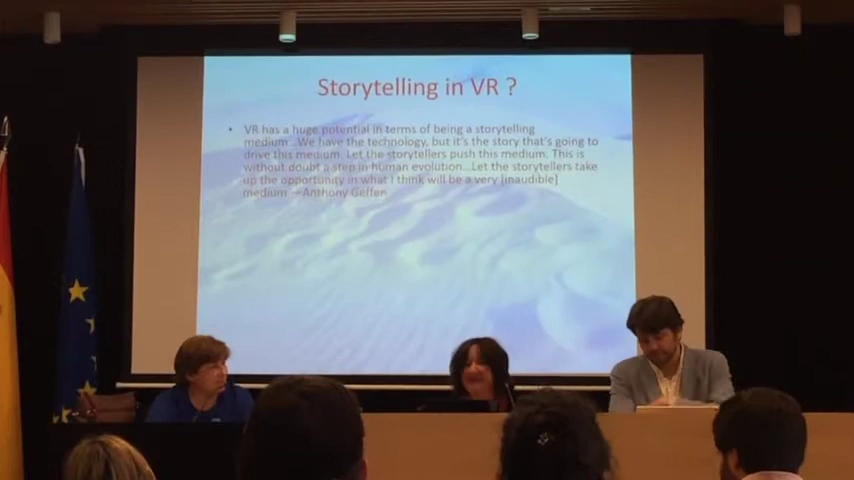 Storytelling in VR ?
• VR has a huge potential in terms of being a storytelling
medium...We have the technology, but it's the story that's going to
drive this medium. Let the storytellers push this medium. This is
without doubt a step in human evolution...Let the storytellers take
up the opportunity in what I think will be a very [inaudible]
medium – Anthony Geffen